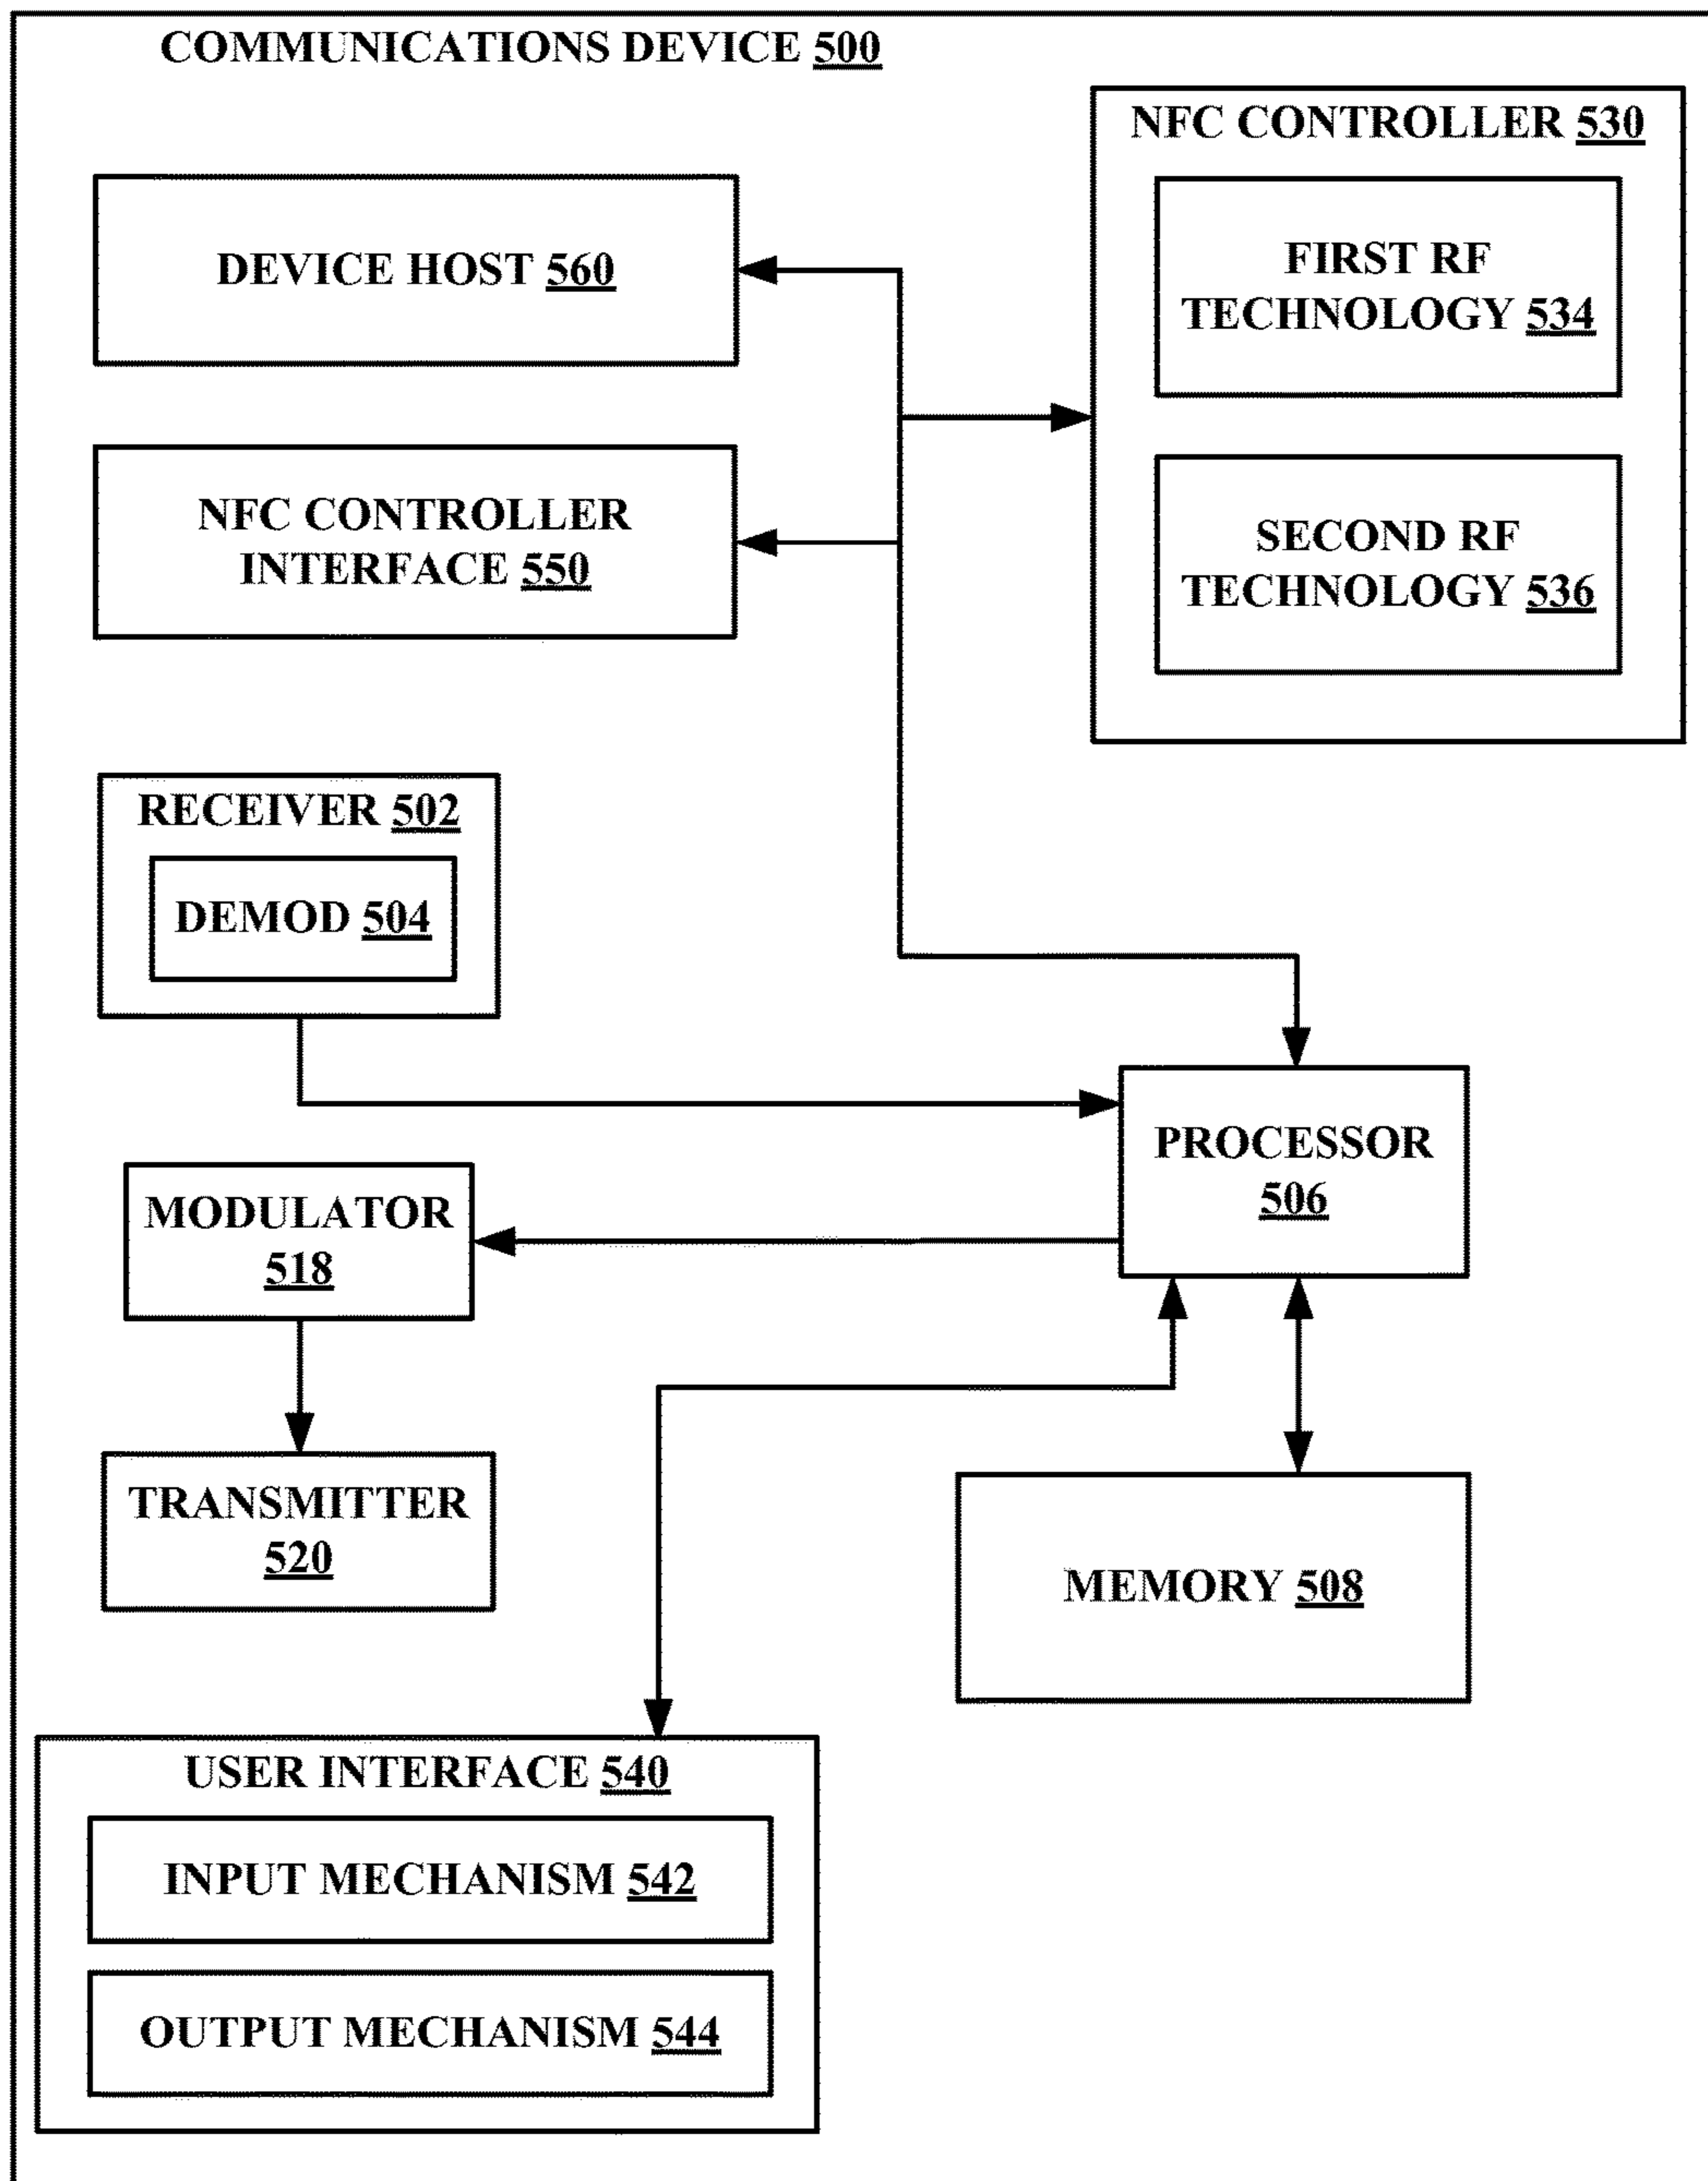 COMMUNICATIONS DEVICE 500
NFC CONTROLLER 530
FIRST RF
TECHNOLOGY 534
SECOND RF
TECHNOLOGY 536
DEVICE HOST 560
NFC CONTROLLER
INTERFACE 550
RECEIVER 502
DEMOD 504
PROCESSOR
506
MODULATOR
518
TRANSMITTER
520
MEMORY 508
USER INTERFACE 540
INPUT MECHANISM 542
OUTPUT MECHANISM 544